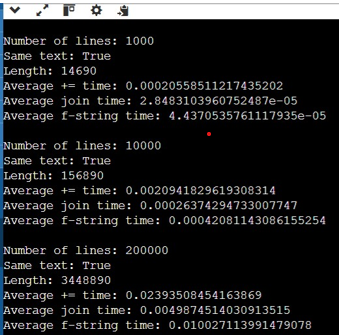 Number of lines: 1000
Same text: True
Length: 14690
Average += time: 0.00020558511217435202
Average join time: 2.8483103960752487e-05
Average f-string time: 4.4370535761117935e-05
Number of lines: 10000
Same text: True
Length: 156890
Average += time: 0.0020941829619308314
Average join time: 0.00026374294733007747
Average f-string time: 0.00042081143086155254
Number of lines: 200000
Same text: True
Length: 3448890
Average += time: 0.02393508454163869
Average join time: 0.0049874514030913515
Average f-string time: 0.010027113991479078